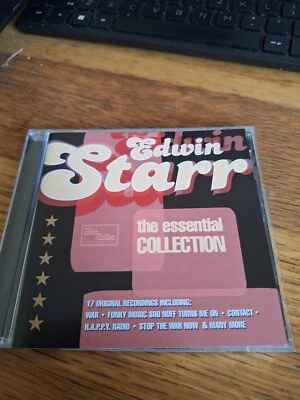 Edwin
Starr
the essential
COLLECTION
17 ORIGINAL RECORDINGS INCLUDING:
WAR • FUNKY MUSIC SHO NUFF TURNS ME ON • CONTACT •
H.A.P.P.Y. RADIO • STOP THE WAR NOW & MANY MORE